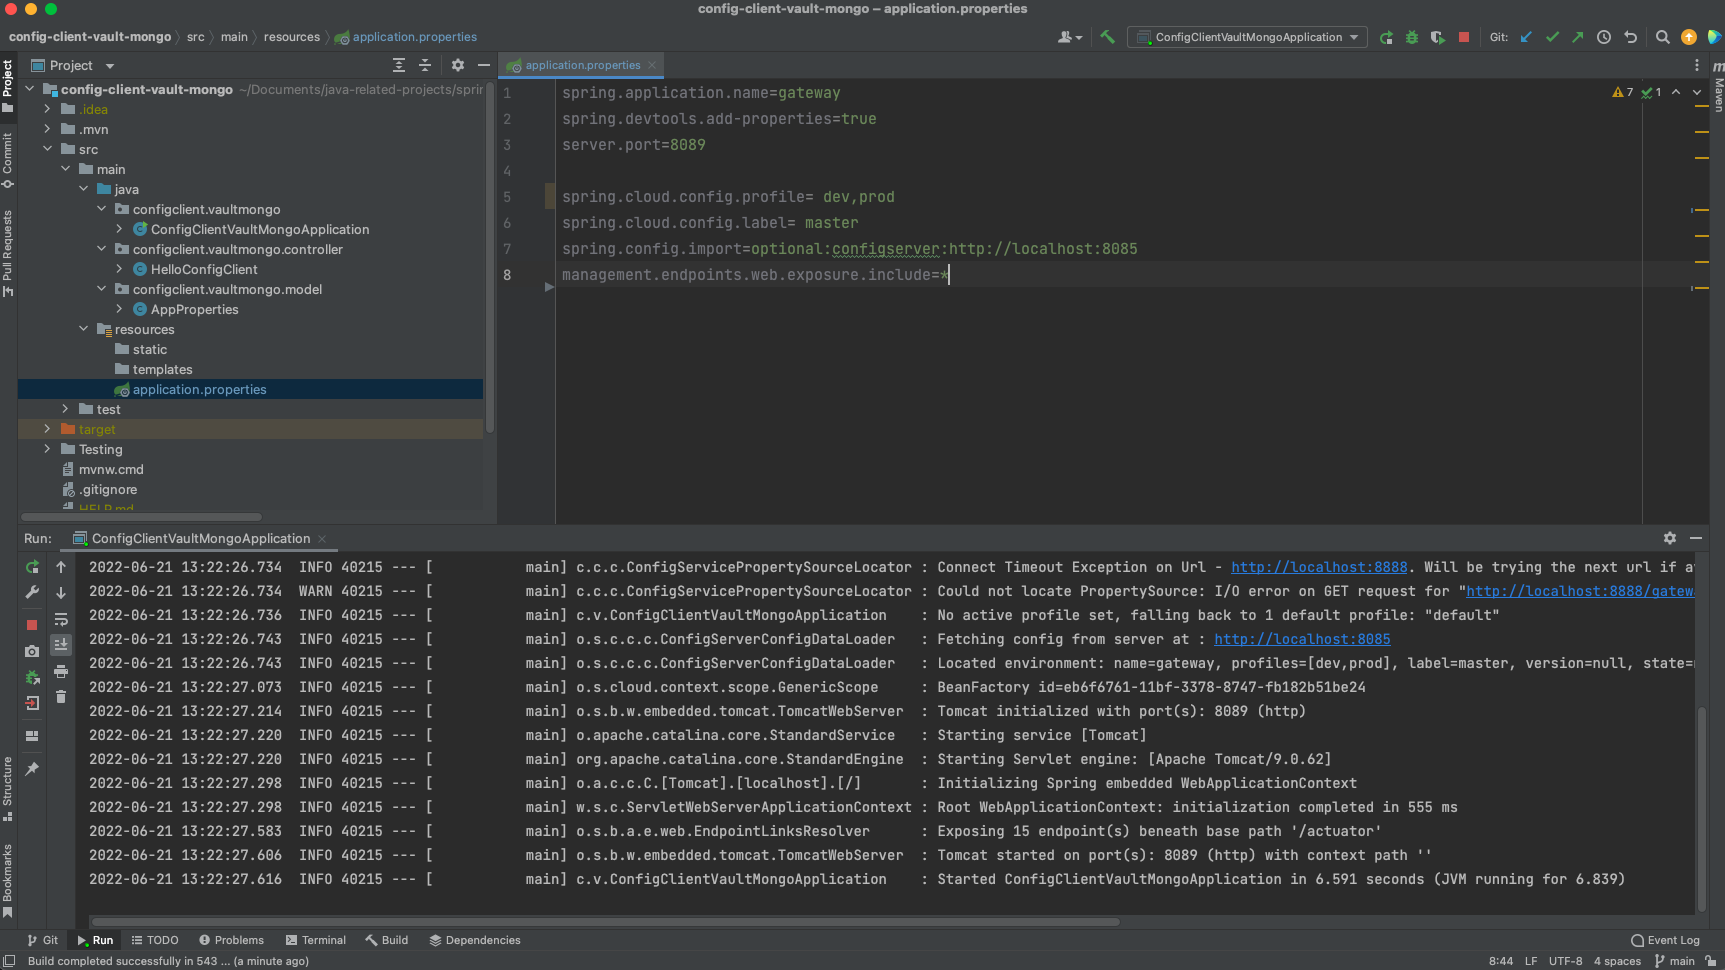 config-client-vault-mongo – application.properties
config-client-vault-mongo src main resources application.properties
ConfigClientVaultMongoApplication
Git:
Project
Commit
Pull Requests
Structure
Bookmarks
Maven
Project
config-client-vault-mongo ~/Documents/java-related-projects/sprin
.idea
.mvn
src
main
java
configclient.vaultmongo
ConfigClientVaultMongoApplication
configclient.vaultmongo.controller
HelloConfigClient
configclient.vaultmongo.model
AppProperties
resources
static
templates
application.properties
test
target
Testing
mvnw.cmd
.gitignore
HELP.md
application.properties
7 1
1 spring.application.name=gateway
2 spring.devtools.add-properties=true
3 server.port=8089
4
5 spring.cloud.config.profile= dev,prod
6 spring.cloud.config.label= master
7 spring.config.import=optional:configserver:http://localhost:8085
8 management.endpoints.web.exposure.include=*
Run: ConfigClientVaultMongoApplication
2022-06-21 13:22:26.734 INFO 40215 --- [ main] c.c.c.ConfigServicePropertySourceLocator : Connect Timeout Exception on Url - http://localhost:8888. Will be trying the next url if a
2022-06-21 13:22:26.734 WARN 40215 --- [ main] c.c.c.ConfigServicePropertySourceLocator : Could not locate PropertySource: I/O error on GET request for "http://localhost:8888/gatew
2022-06-21 13:22:26.736 INFO 40215 --- [ main] c.v.ConfigClientVaultMongoApplication : No active profile set, falling back to 1 default profile: "default"
2022-06-21 13:22:26.743 INFO 40215 --- [ main] o.s.c.c.c.ConfigServerConfigDataLoader : Fetching config from server at : http://localhost:8085
2022-06-21 13:22:26.743 INFO 40215 --- [ main] o.s.c.c.c.ConfigServerConfigDataLoader : Located environment: name=gateway, profiles=[dev,prod], label=master, version=null, state=
2022-06-21 13:22:27.073 INFO 40215 --- [ main] o.s.cloud.context.scope.GenericScope : BeanFactory id=eb6f6761-11bf-3378-8747-fb182b51be24
2022-06-21 13:22:27.214 INFO 40215 --- [ main] o.s.b.w.embedded.tomcat.TomcatWebServer : Tomcat initialized with port(s): 8089 (http)
2022-06-21 13:22:27.220 INFO 40215 --- [ main] o.apache.catalina.core.StandardService : Starting service [Tomcat]
2022-06-21 13:22:27.220 INFO 40215 --- [ main] org.apache.catalina.core.StandardEngine : Starting Servlet engine: [Apache Tomcat/9.0.62]
2022-06-21 13:22:27.298 INFO 40215 --- [ main] o.a.c.c.C.[Tomcat].[localhost].[/] : Initializing Spring embedded WebApplicationContext
2022-06-21 13:22:27.298 INFO 40215 --- [ main] w.s.c.ServletWebServerApplicationContext : Root WebApplicationContext: initialization completed in 555 ms
2022-06-21 13:22:27.583 INFO 40215 --- [ main] o.s.b.a.e.web.EndpointLinksResolver : Exposing 15 endpoint(s) beneath base path '/actuator'
2022-06-21 13:22:27.606 INFO 40215 --- [ main] o.s.b.w.embedded.tomcat.TomcatWebServer : Tomcat started on port(s): 8089 (http) with context path ''
2022-06-21 13:22:27.616 INFO 40215 --- [ main] c.v.ConfigClientVaultMongoApplication : Started ConfigClientVaultMongoApplication in 6.591 seconds (JVM running for 6.839)
Git Run TODO Problems Terminal Build Dependencies Event Log
Build completed successfully in 543 ... (a minute ago) 8:44 LF UTF-8 4 spaces main